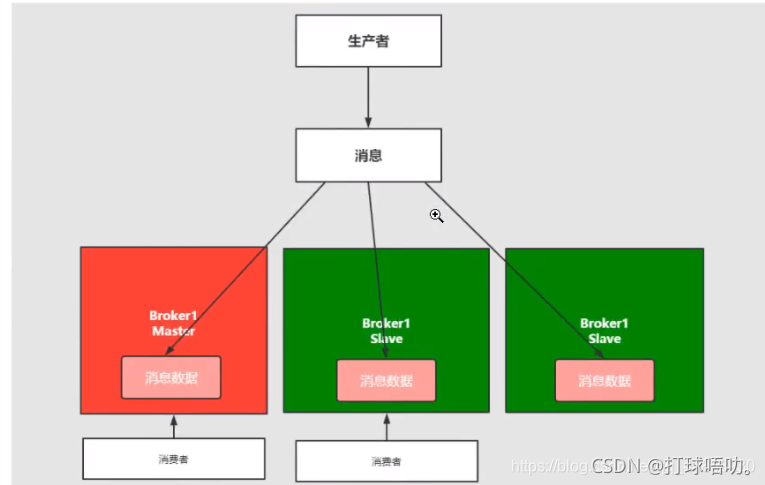 生产者
消息
Broker1
Master
消息数据
Broker1
Slave
消息数据
Broker1
Slave
消息数据
消费者
消费者
https://blog.
CSDN @打球唔叻。